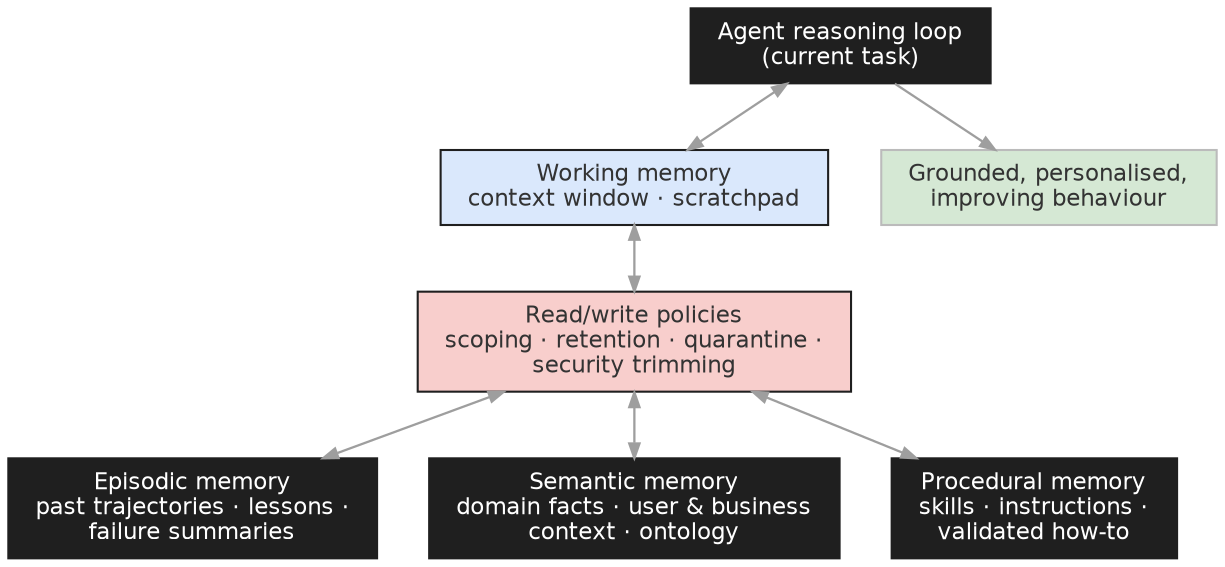 Agent reasoning loop
(current task)
Working memory
context window · scratchpad
Grounded, personalised,
improving behaviour
Read/write policies
scoping · retention · quarantine ·
security trimming
Episodic memory
past trajectories · lessons ·
failure summaries
Semantic memory
domain facts · user & business
context · ontology
Procedural memory
skills · instructions ·
validated how-to